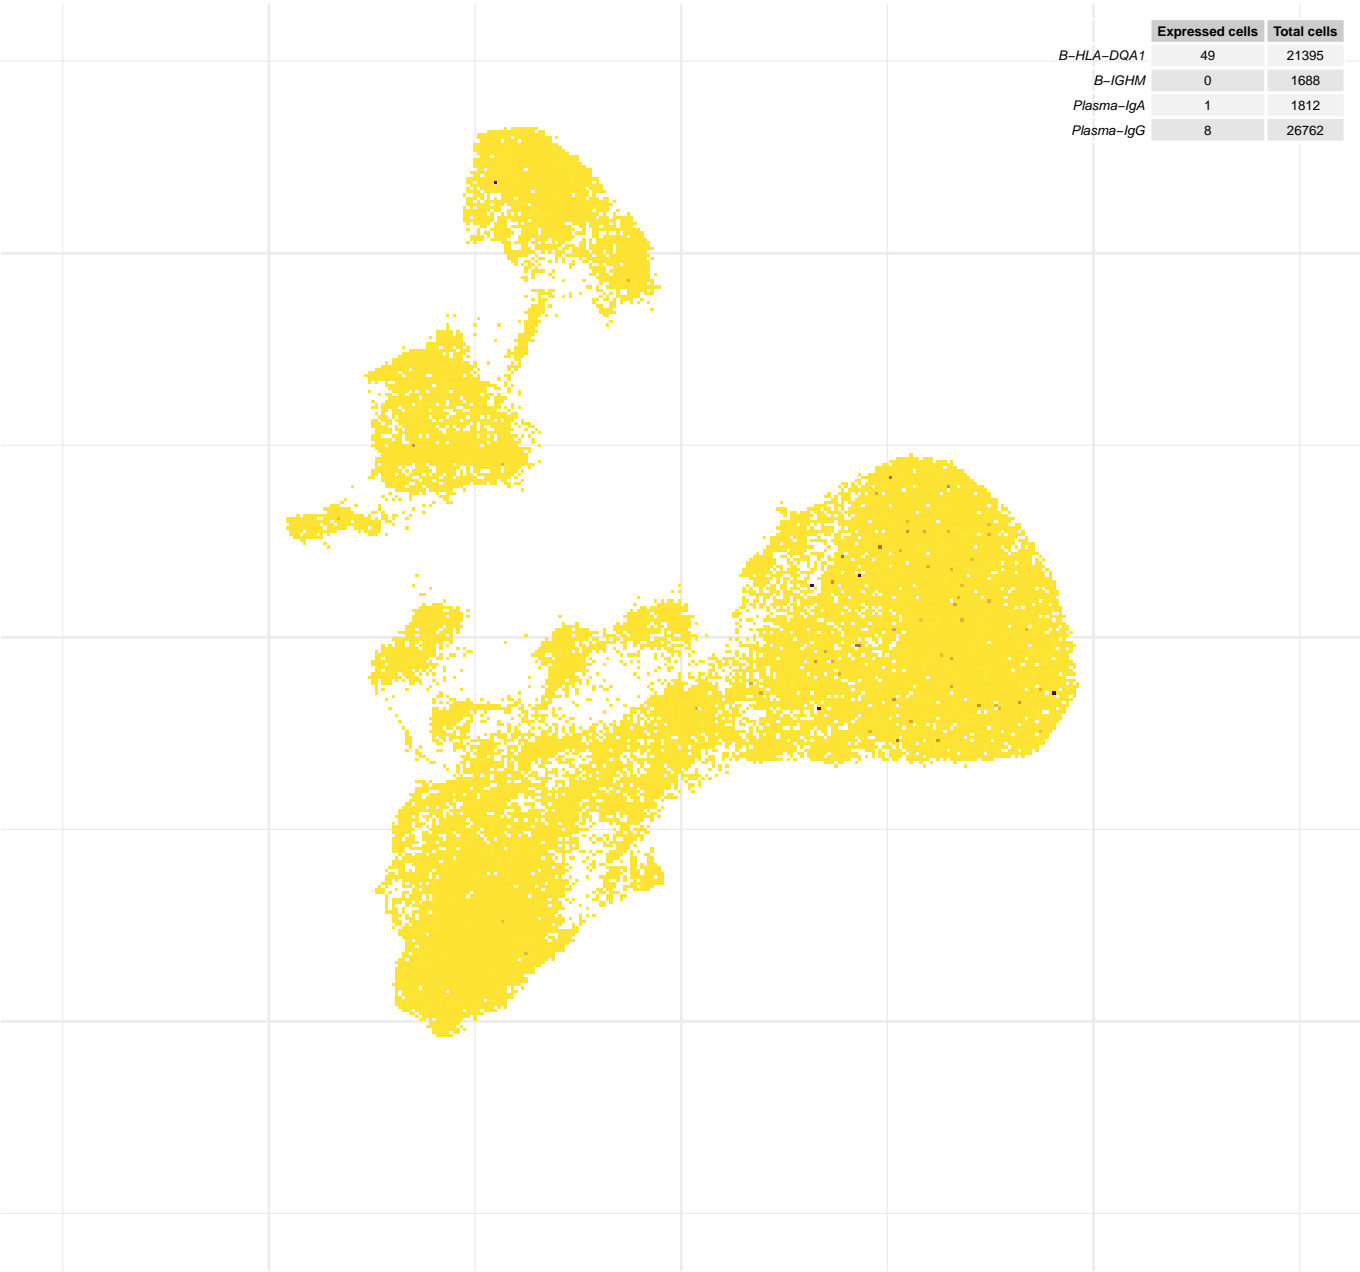 Expressed cells Total cells
B−HLA−DQA1 49 21395
B−IGHM 0 1688
Plasma−IgA 1 1812
Plasma−IgG 8 26762